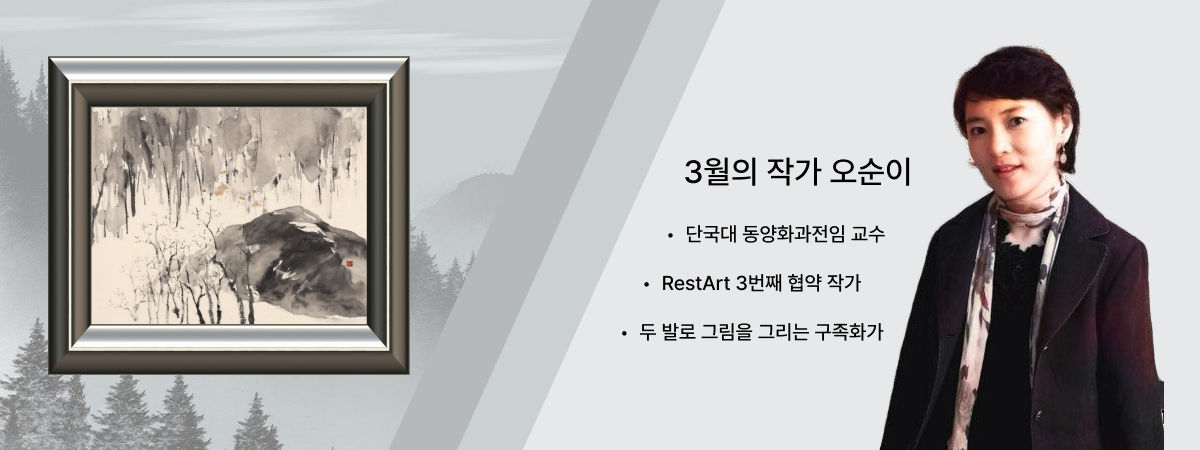 3월의 작가 오순이
• 단국대 동양화과전임 교수
• RestArt 3번째 협약 작가
• 두 발로 그림을 그리는 구족화가